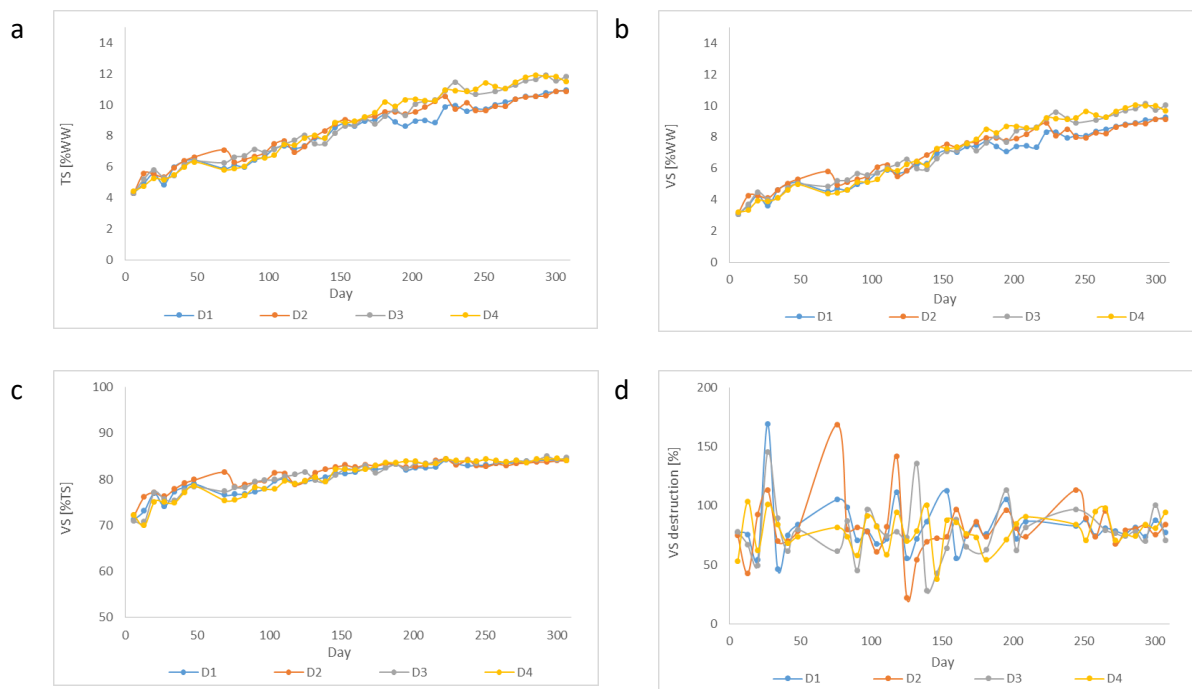 a
TS [%WW]
14
12
10
8
6
4
2
0
0 50 100 150 200 250 300
Day
D1 D2 D3 D4
b
VS [%WW]
14
12
10
8
6
4
2
0
0 50 100 150 200 250 300
Day
D1 D2 D3 D4
c
VS [%TS]
100
90
80
70
60
50
0 50 100 150 200 250 300
Day
D1 D2 D3 D4
d
VS destruction [%]
200
150
100
50
0
0 50 100 150 200 250 300
Day
D1 D2 D3 D4